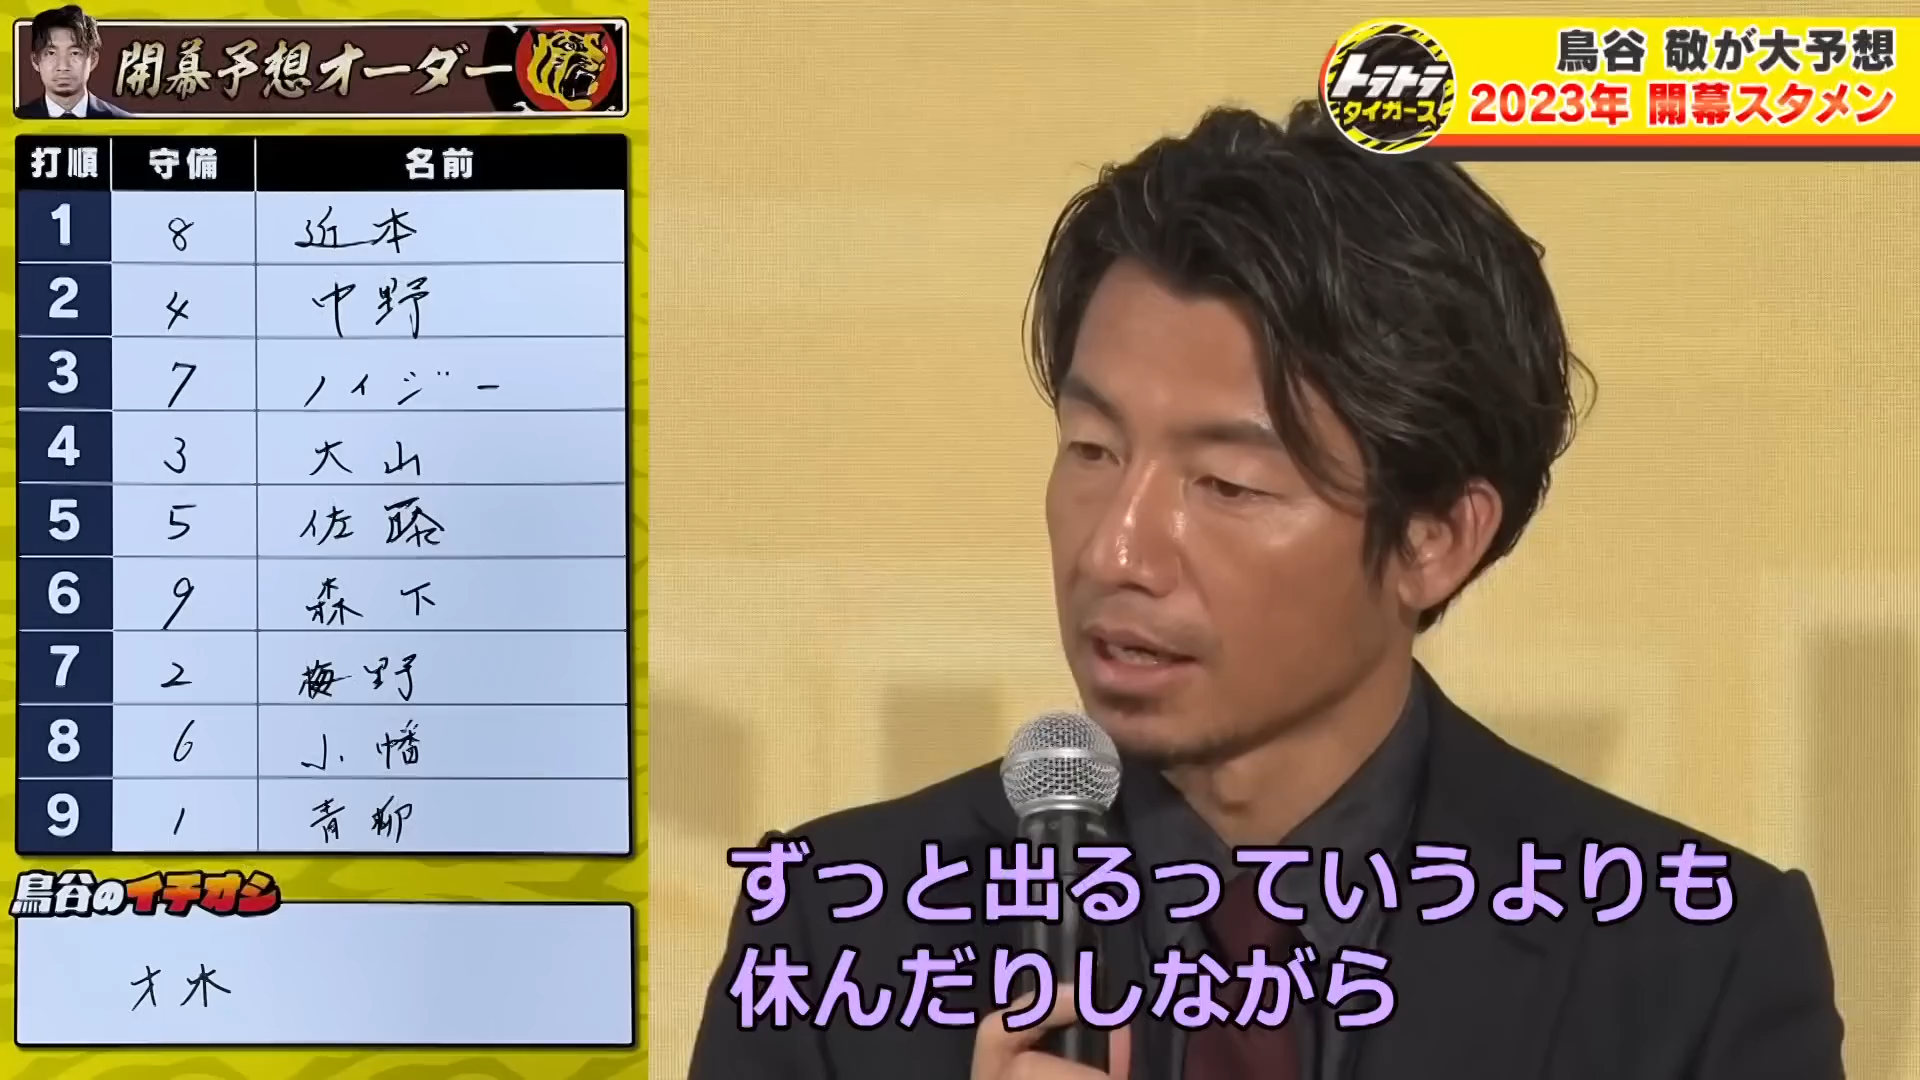 開幕予想オーダー
打順 守備 名前
1 8 近本
2 4 中野
3 7 ノイジー
4 3 大山
5 5 佐藤
6 9 森下
7 2 梅野
8 6 小幡
9 1 青柳
鳥谷のイチオシ
才木
トラトラ
タイガース
鳥谷 敬が大予想
2023年 開幕スタメン
ずっと出るっていうよりも
休んだりしながら